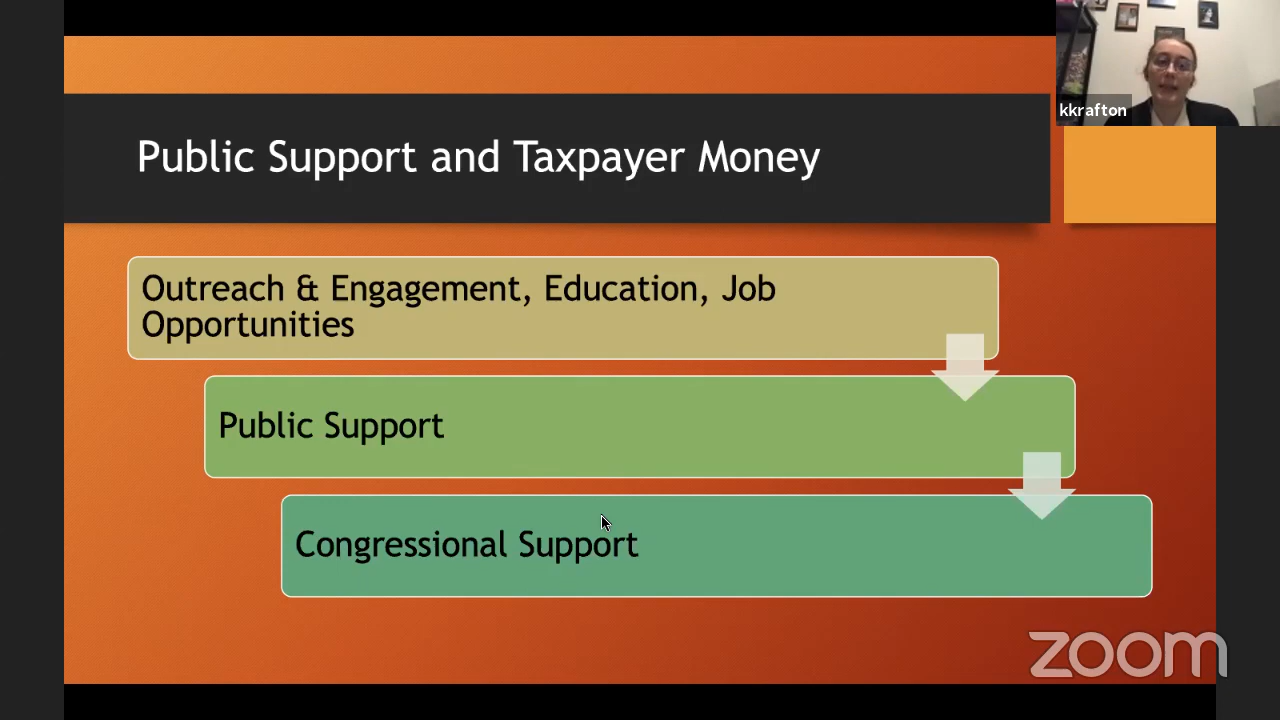 kkrafton
Public Support and Taxpayer Money
Outreach & Engagement, Education, Job
Opportunities
Public Support
Congressional Support
zoom